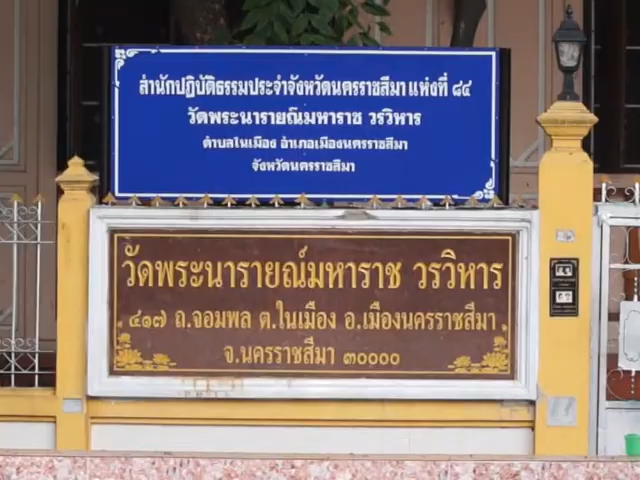 สำนักปฏิบัติธรรมประจำจังหวัดนครราชสีมา แห่งที่ ๘๔
วัดพระนารายณ์มหาราช วรวิหาร
ตำบลในเมือง อำเภอเมืองนครราชสีมา
จังหวัดนครราชสีมา
วัดพระนารายณ์มหาราช วรวิหาร
๔๑๗ ถ.จอมพล ต.ในเมือง อ.เมืองนครราชสีมา
จ.นครราชสีมา ๓๐๐๐๐